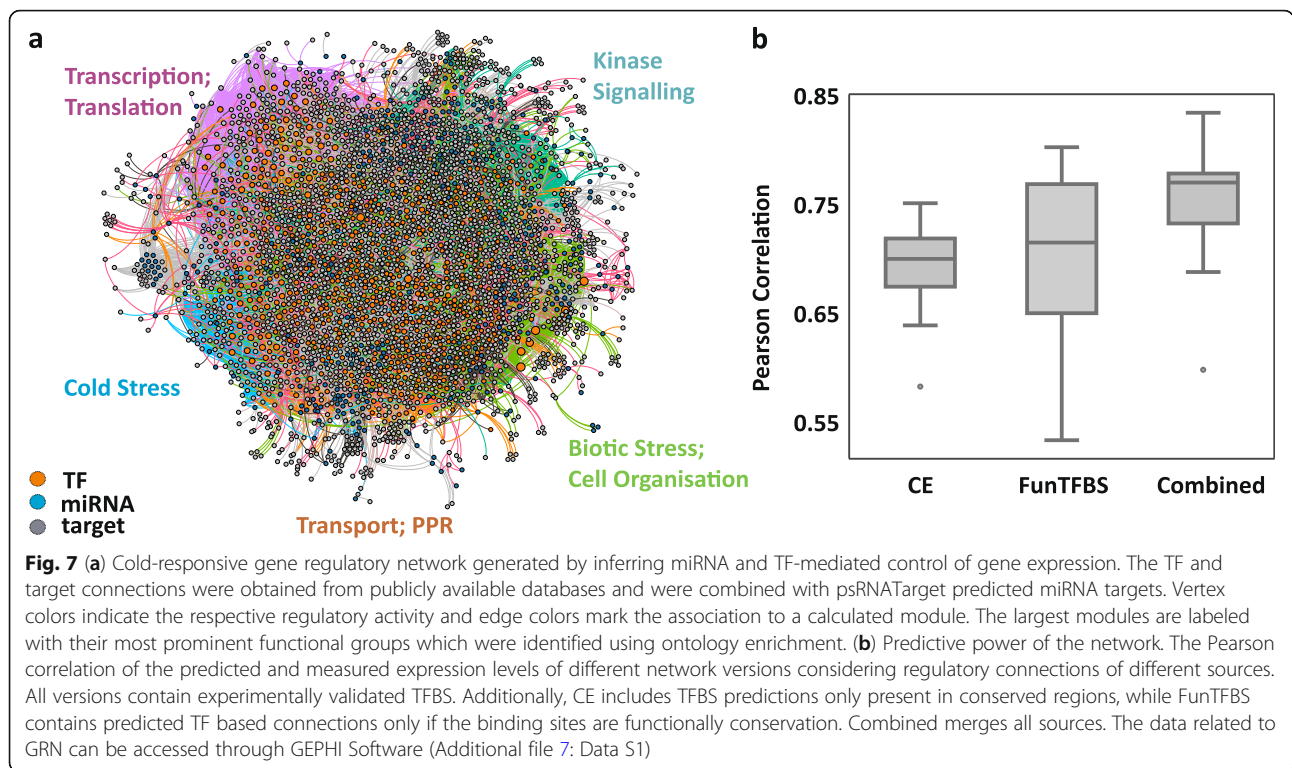 a
Transcription;
Translation
Kinase
Signalling
Cold Stress
Biotic Stress;
Cell Organisation
Transport; PPR
TF
miRNA
target
b
Pearson Correlation
0.85
0.75
0.65
0.55
CE FunTFBS Combined
Fig. 7 (a) Cold-responsive gene regulatory network generated by inferring miRNA and TF-mediated control of gene expression. The TF and
target connections were obtained from publicly available databases and were combined with psRNATarget predicted miRNA targets. Vertex
colors indicate the respective regulatory activity and edge colors mark the association to a calculated module. The largest modules are labeled
with their most prominent functional groups which were identified using ontology enrichment. (b) Predictive power of the network. The Pearson
correlation of the predicted and measured expression levels of different network versions considering regulatory connections of different sources.
All versions contain experimentally validated TFBS. Additionally, CE includes TFBS predictions only present in conserved regions, while FunTFBS
contains predicted TF based connections only if the binding sites are functionally conservation. Combined merges all sources. The data related to
GRN can be accessed through GEPHI Software (Additional file 7: Data S1)